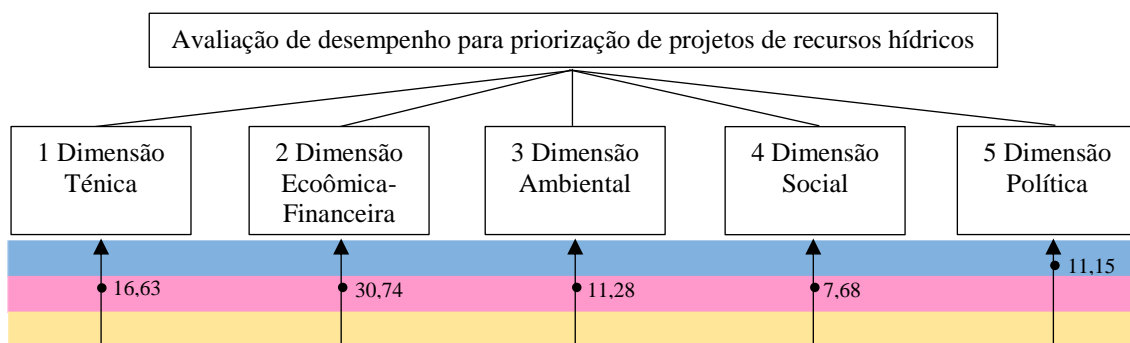 Avaliação de desempenho para priorização de projetos de recursos hídricos
1 Dimensão
Ténica
2 Dimensão
Ecoômica-
Financeira
3 Dimensão
Ambiental
4 Dimensão
Social
5 Dimensão
Política
16,63
30,74
11,28
7,68
11,15